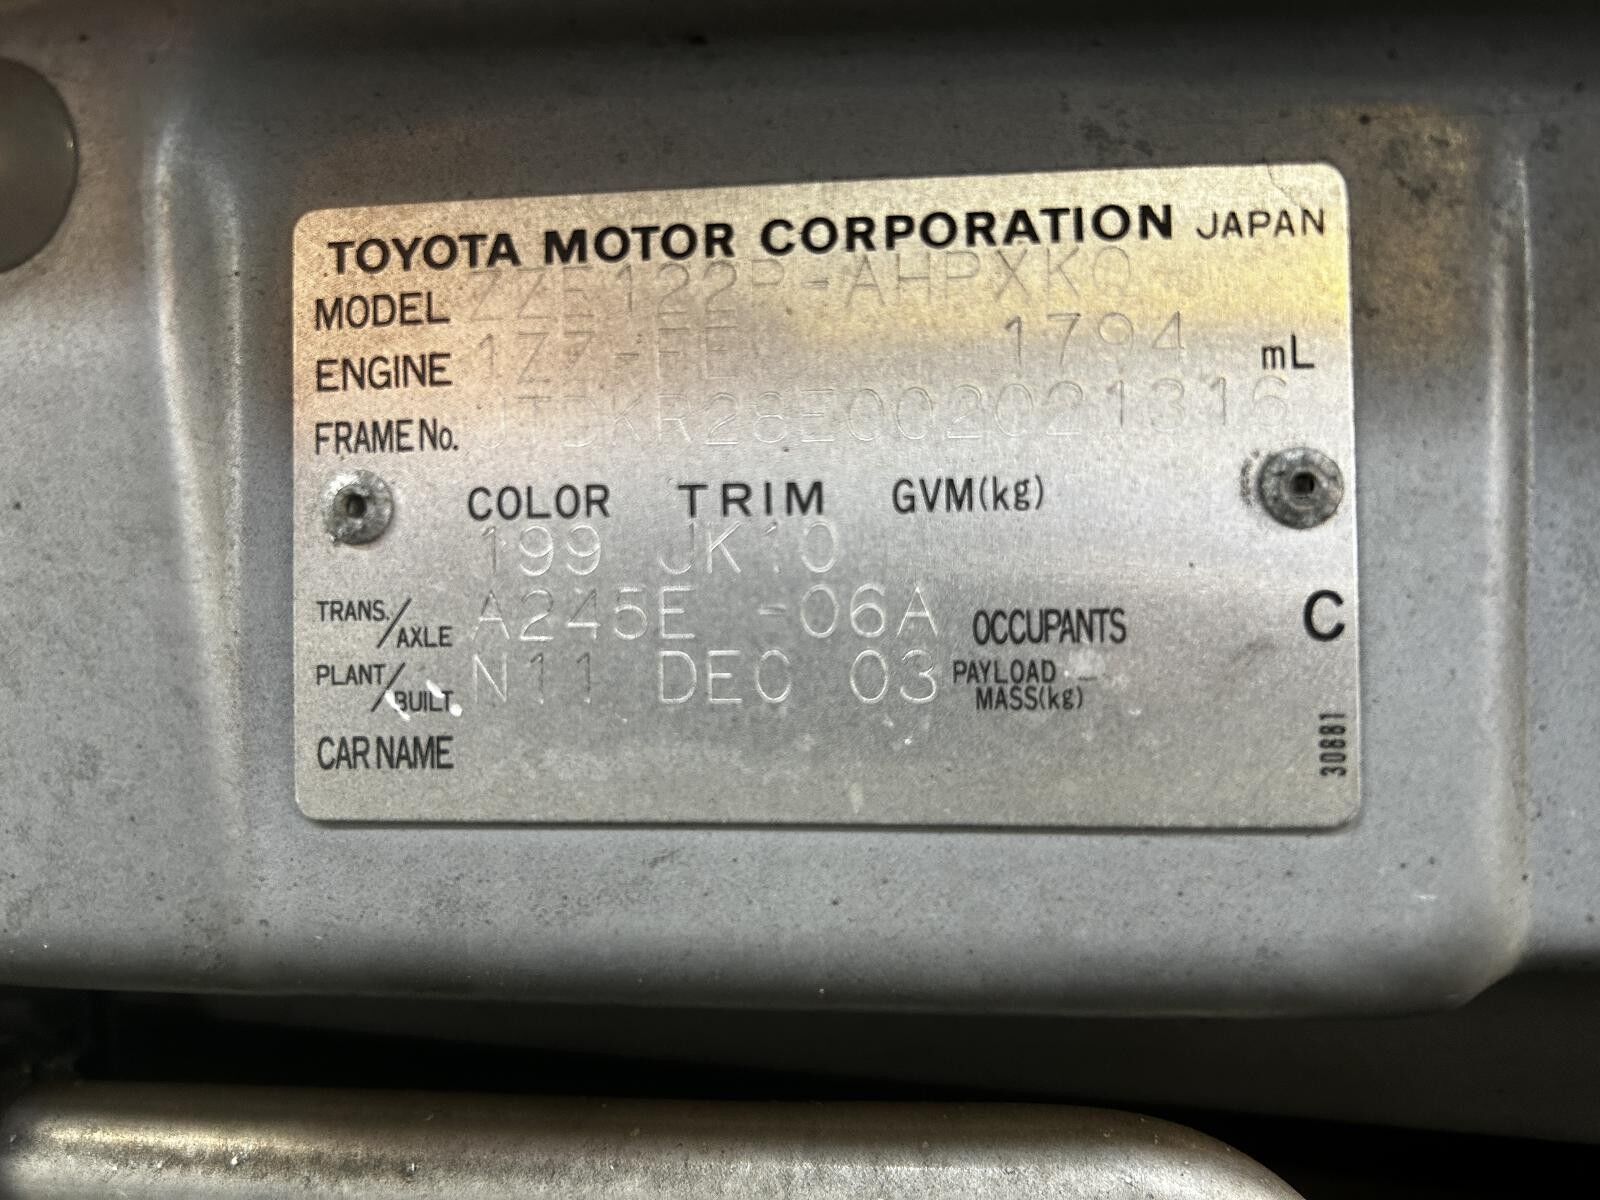 TOYOTA MOTOR CORPORATION JAPAN
MODEL ZZE122R-AHPXKQ
ENGINE 1ZZ-FE 1794 mL
FRAME No. JTDKR28E002021316
COLOR TRIM GVM(kg)
199 JK10
TRANS./AXLE A245E -06A OCCUPANTS C
PLANT/BUILT N11 DEC 03 PAYLOAD - MASS(kg)
CAR NAME
30881